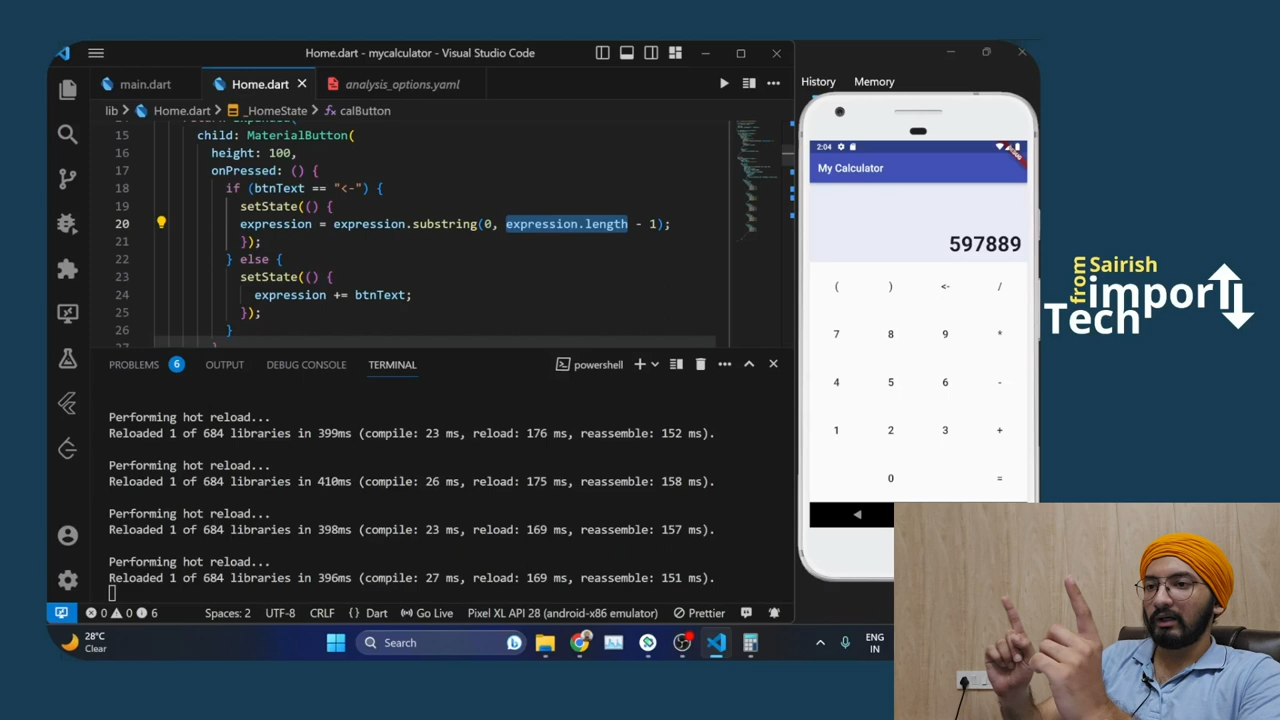 Home.dart - mycalculator - Visual Studio Code
main.dart
Home.dart
analysis_options.yaml
lib > Home.dart > _HomeState > calButton
15 child: MaterialButton(
16 height: 100,
17 onPressed: () {
18 if (btnText == "<-") {
19 setState(() {
20 expression = expression.substring(0, expression.length - 1);
21 });
22 } else {
23 setState(() {
24 expression += btnText;
25 });
26 }
PROBLEMS 6 OUTPUT DEBUG CONSOLE TERMINAL
powershell
Performing hot reload...
Reloaded 1 of 684 libraries in 399ms (compile: 23 ms, reload: 176 ms, reassemble: 152 ms).
Performing hot reload...
Reloaded 1 of 684 libraries in 410ms (compile: 26 ms, reload: 175 ms, reassemble: 158 ms).
Performing hot reload...
Reloaded 1 of 684 libraries in 398ms (compile: 23 ms, reload: 169 ms, reassemble: 157 ms).
Performing hot reload...
Reloaded 1 of 684 libraries in 396ms (compile: 27 ms, reload: 169 ms, reassemble: 151 ms).
0 0 6 Spaces: 2 UTF-8 CRLF {} Dart Go Live Pixel XL API 28 (android-x86 emulator) Prettier
28°C
Clear
Search
ENG
IN
History Memory
2:04
My Calculator
597889
( ) <- /
7 8 9 *
4 5 6 -
1 2 3 +
0 =
from Sairish
import
Tech